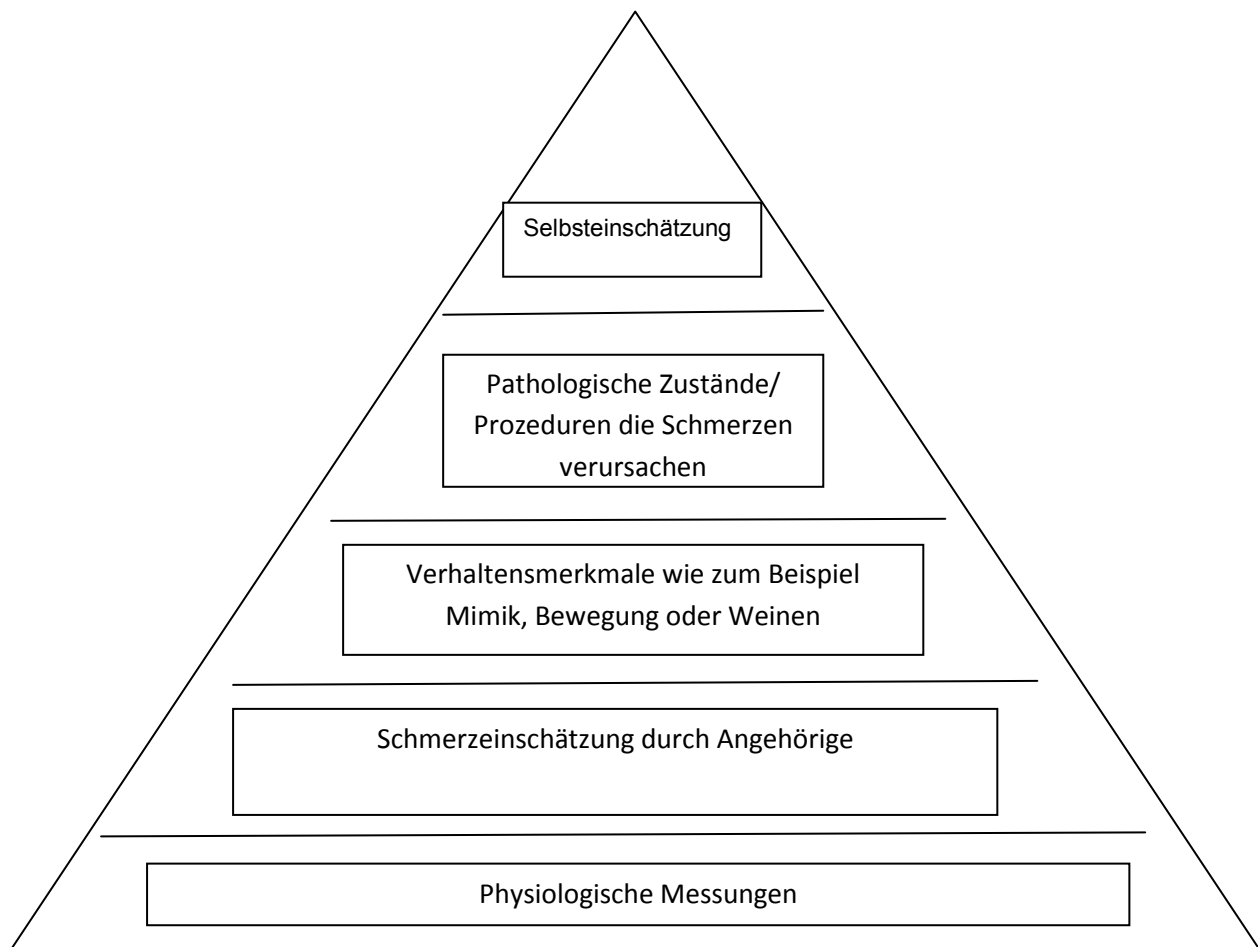 Selbsteinschätzung
Pathologische Zustände/
Prozeduren die Schmerzen
verursachen
Verhaltensmerkmale wie zum Beispiel
Mimik, Bewegung oder Weinen
Schmerzeinschätzung durch Angehörige
Physiologische Messungen